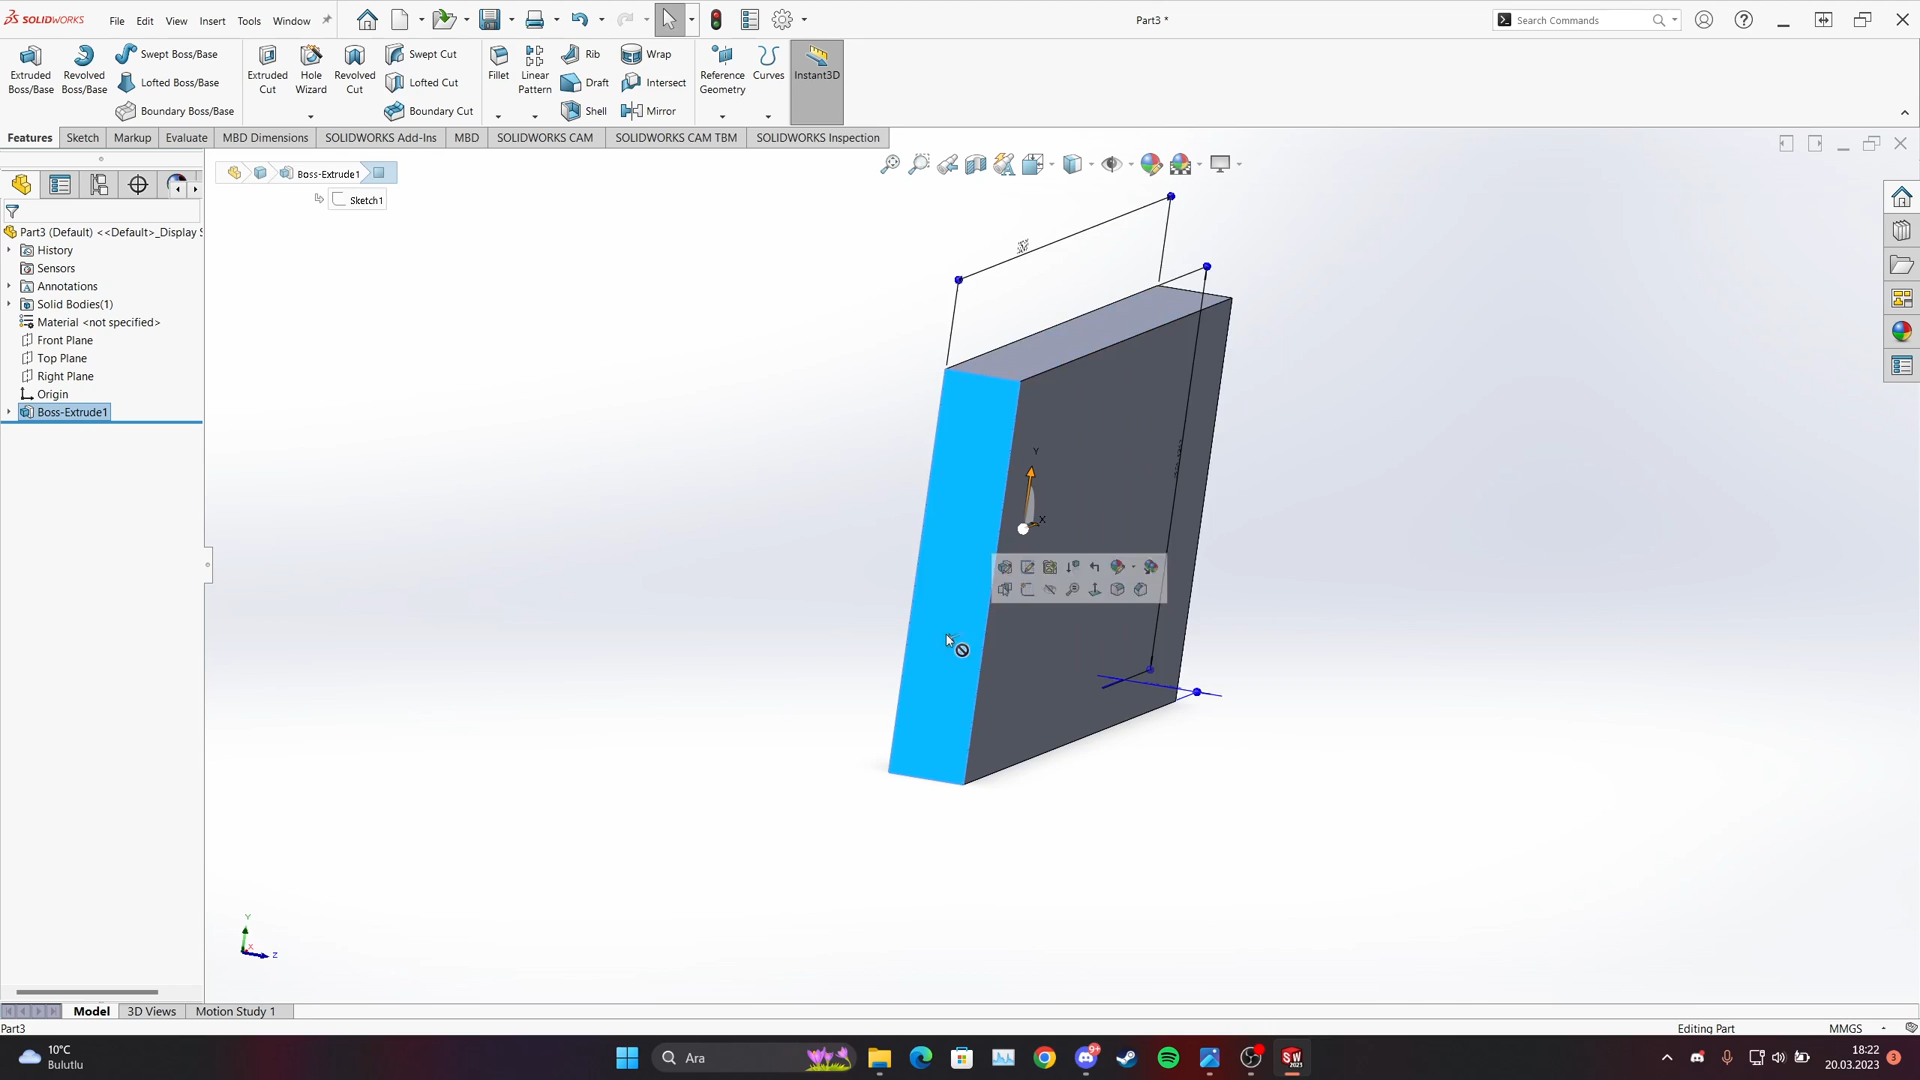 SOLIDWORKS File Edit View Insert Tools Window Part3 * Search Commands
Extruded Boss/Base
Revolved Boss/Base
Swept Boss/Base
Lofted Boss/Base
Boundary Boss/Base
Extruded Cut
Hole Wizard
Revolved Cut
Swept Cut
Lofted Cut
Boundary Cut
Fillet
Linear Pattern
Rib
Draft
Shell
Wrap
Intersect
Mirror
Reference Geometry
Curves
Instant3D
Features Sketch Markup Evaluate MBD Dimensions SOLIDWORKS Add-Ins MBD SOLIDWORKS CAM SOLIDWORKS CAM TBM SOLIDWORKS Inspection
Boss-Extrude1
Sketch1
Part3 (Default) <<Default>_Display S
History
Sensors
Annotations
Solid Bodies(1)
Material <not specified>
Front Plane
Top Plane
Right Plane
Origin
Boss-Extrude1
Y
X
Y
X
Z
Model 3D Views Motion Study 1
Part3 Editing Part MMGS
10°C
Bulutlu
Ara
9+
SW
2023
18:22
20.03.2023
3